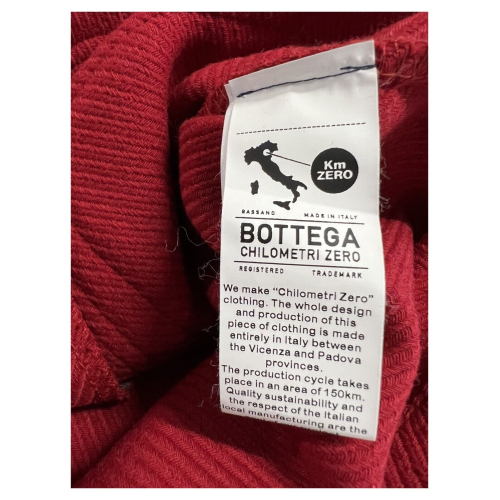 Km
ZERO
BASSANO MADE IN ITALY
BOTTEGA
CHILOMETRI ZERO
REGISTERED TRADEMARK
We make "Chilometri Zero"
clothing. The whole design
and production of this
piece of clothing is made
entirely in Italy between
the Vicenza and Padova
provinces.
The production cycle takes
place in an area of 150km.
Quality sustainability and
the respect of the Italian
local manufacturing are the